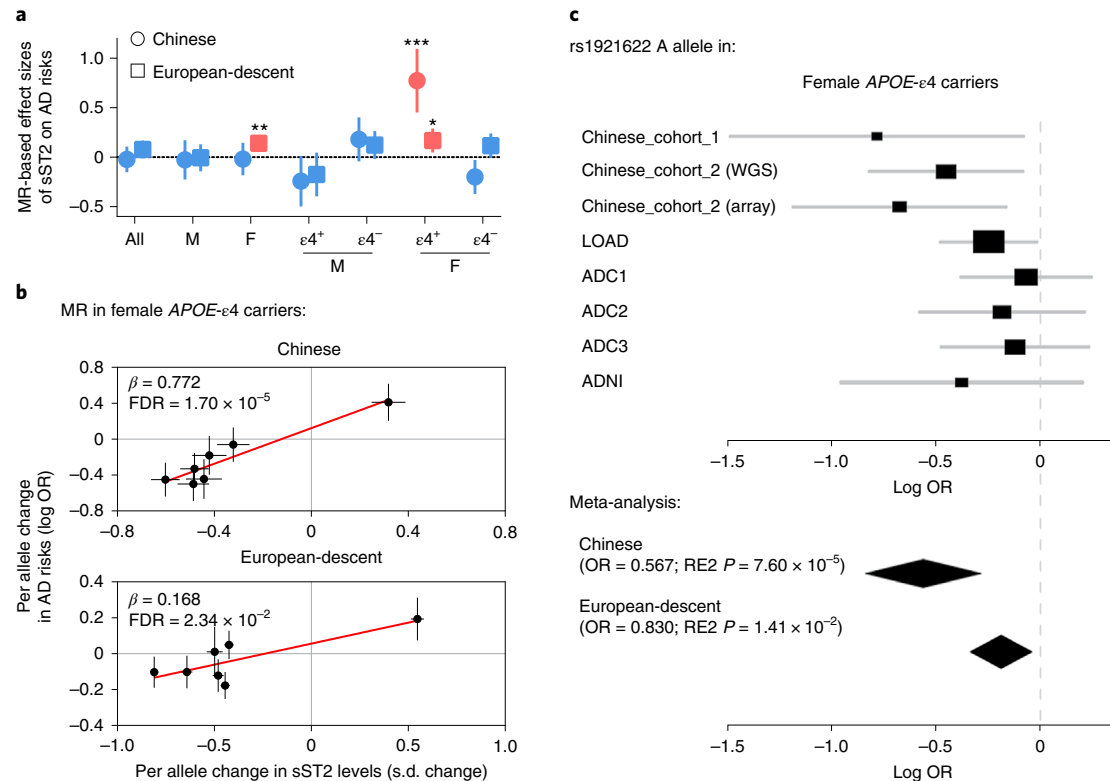 a
Chinese
European-descent
MR-based effect sizes
of sST2 on AD risks
1.0
0.5
0
−0.5
***
**
*
All
M
F
ε4+
ε4−
ε4+
ε4−
M
F
b
MR in female APOE-ε4 carriers:
Chinese
β = 0.772
FDR = 1.70 × 10−5
0.8
0.4
0
−0.4
−0.8
−0.8
−0.4
0
0.4
0.8
European-descent
β = 0.168
FDR = 2.34 × 10−2
0.4
0.2
0
−0.2
−0.4
−1.0
−0.5
0
0.5
1.0
Per allele change
in AD risks (log OR)
Per allele change in sST2 levels (s.d. change)
c
rs1921622 A allele in:
Female APOE-ε4 carriers
Chinese_cohort_1
Chinese_cohort_2 (WGS)
Chinese_cohort_2 (array)
LOAD
ADC1
ADC2
ADC3
ADNI
−1.5
−1.0
−0.5
0
Log OR
Meta-analysis:
Chinese
(OR = 0.567; RE2 P = 7.60 × 10−5)
European-descent
(OR = 0.830; RE2 P = 1.41 × 10−2)
−1.5
−1.0
−0.5
0
Log OR